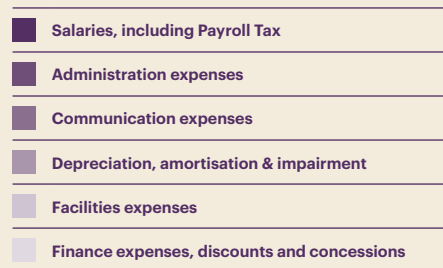 Salaries, including Payroll Tax
Administration expenses
Communication expenses
Depreciation, amortisation & impairment
Facilities expenses
Finance expenses, discounts and concessions